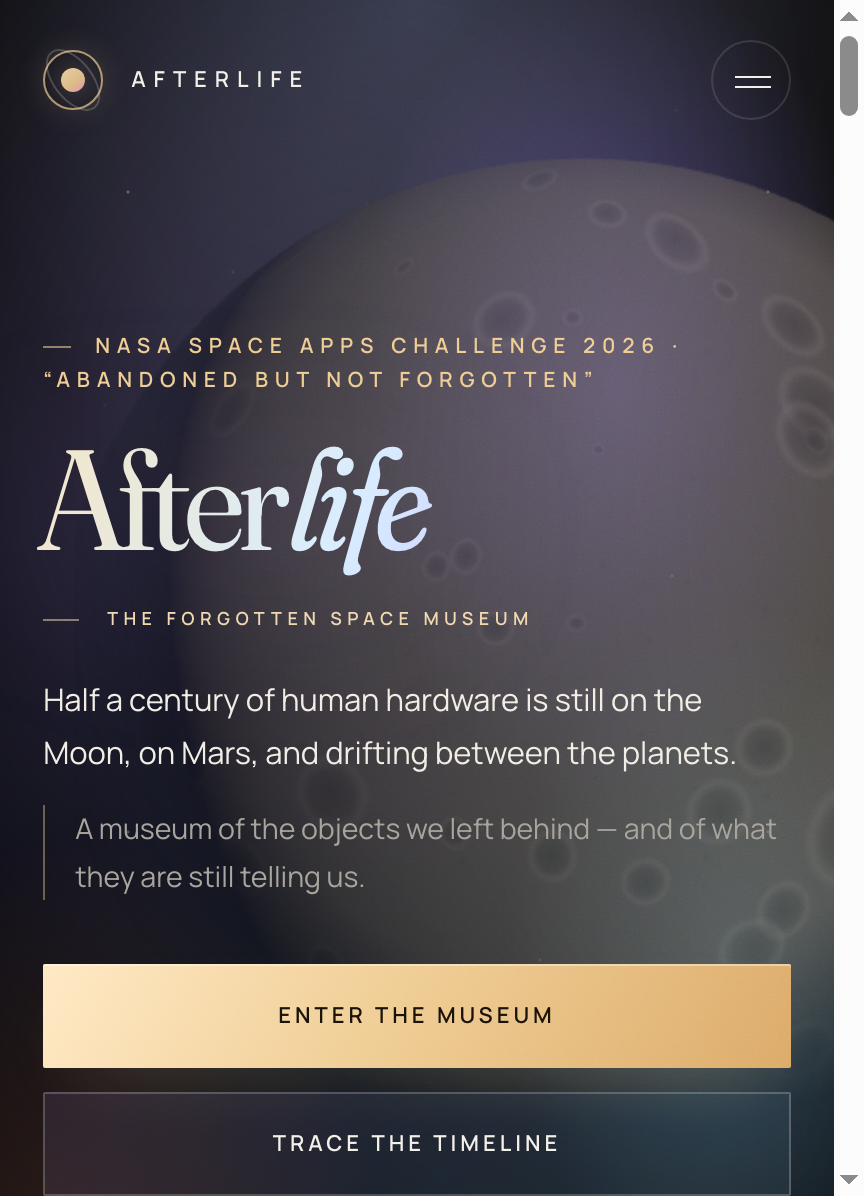 AFTERLIFE
— NASA SPACE APPS CHALLENGE 2026 ·
“ABANDONED BUT NOT FORGOTTEN”
Afterlife
— THE FORGOTTEN SPACE MUSEUM
Half a century of human hardware is still on the
Moon, on Mars, and drifting between the planets.
A museum of the objects we left behind — and of what
they are still telling us.
ENTER THE MUSEUM
TRACE THE TIMELINE